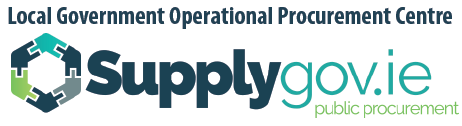 Local Government Operational Procurement Centre
Supplygov.ie
public procurement